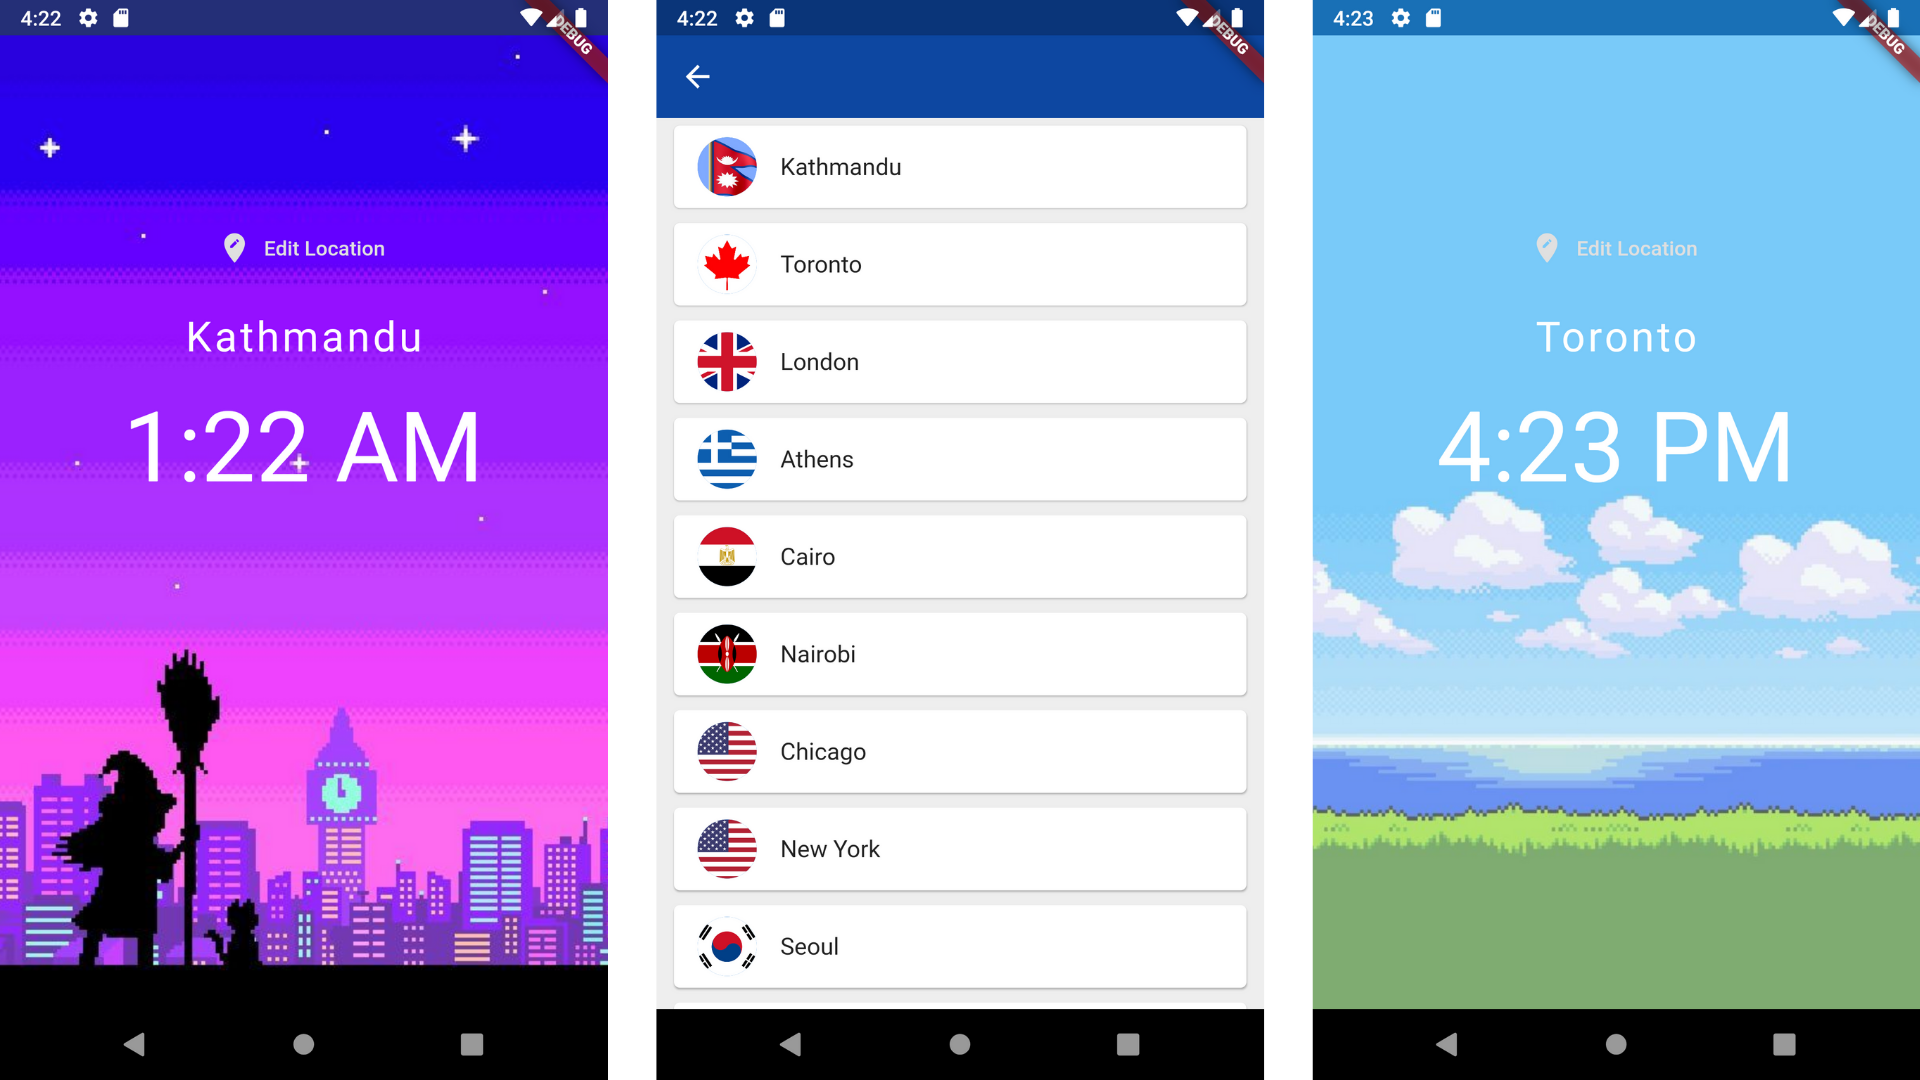 4:22
DEBUG
Edit Location
Kathmandu
1:22 AM
4:22
DEBUG
Kathmandu
Toronto
London
Athens
Cairo
Nairobi
Chicago
New York
Seoul
4:23
DEBUG
Edit Location
Toronto
4:23 PM